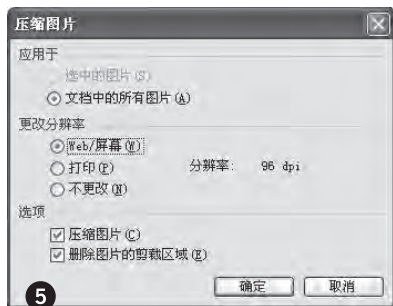 压缩图片
应用于
选中的图片(S)
文档中的所有图片(A)
更改分辨率
Web/屏幕(W)
打印(P) 分辨率: 96 dpi
不更改(N)
选项
压缩图片(C)
删除图片的剪裁区域(E)
确定 取消
5